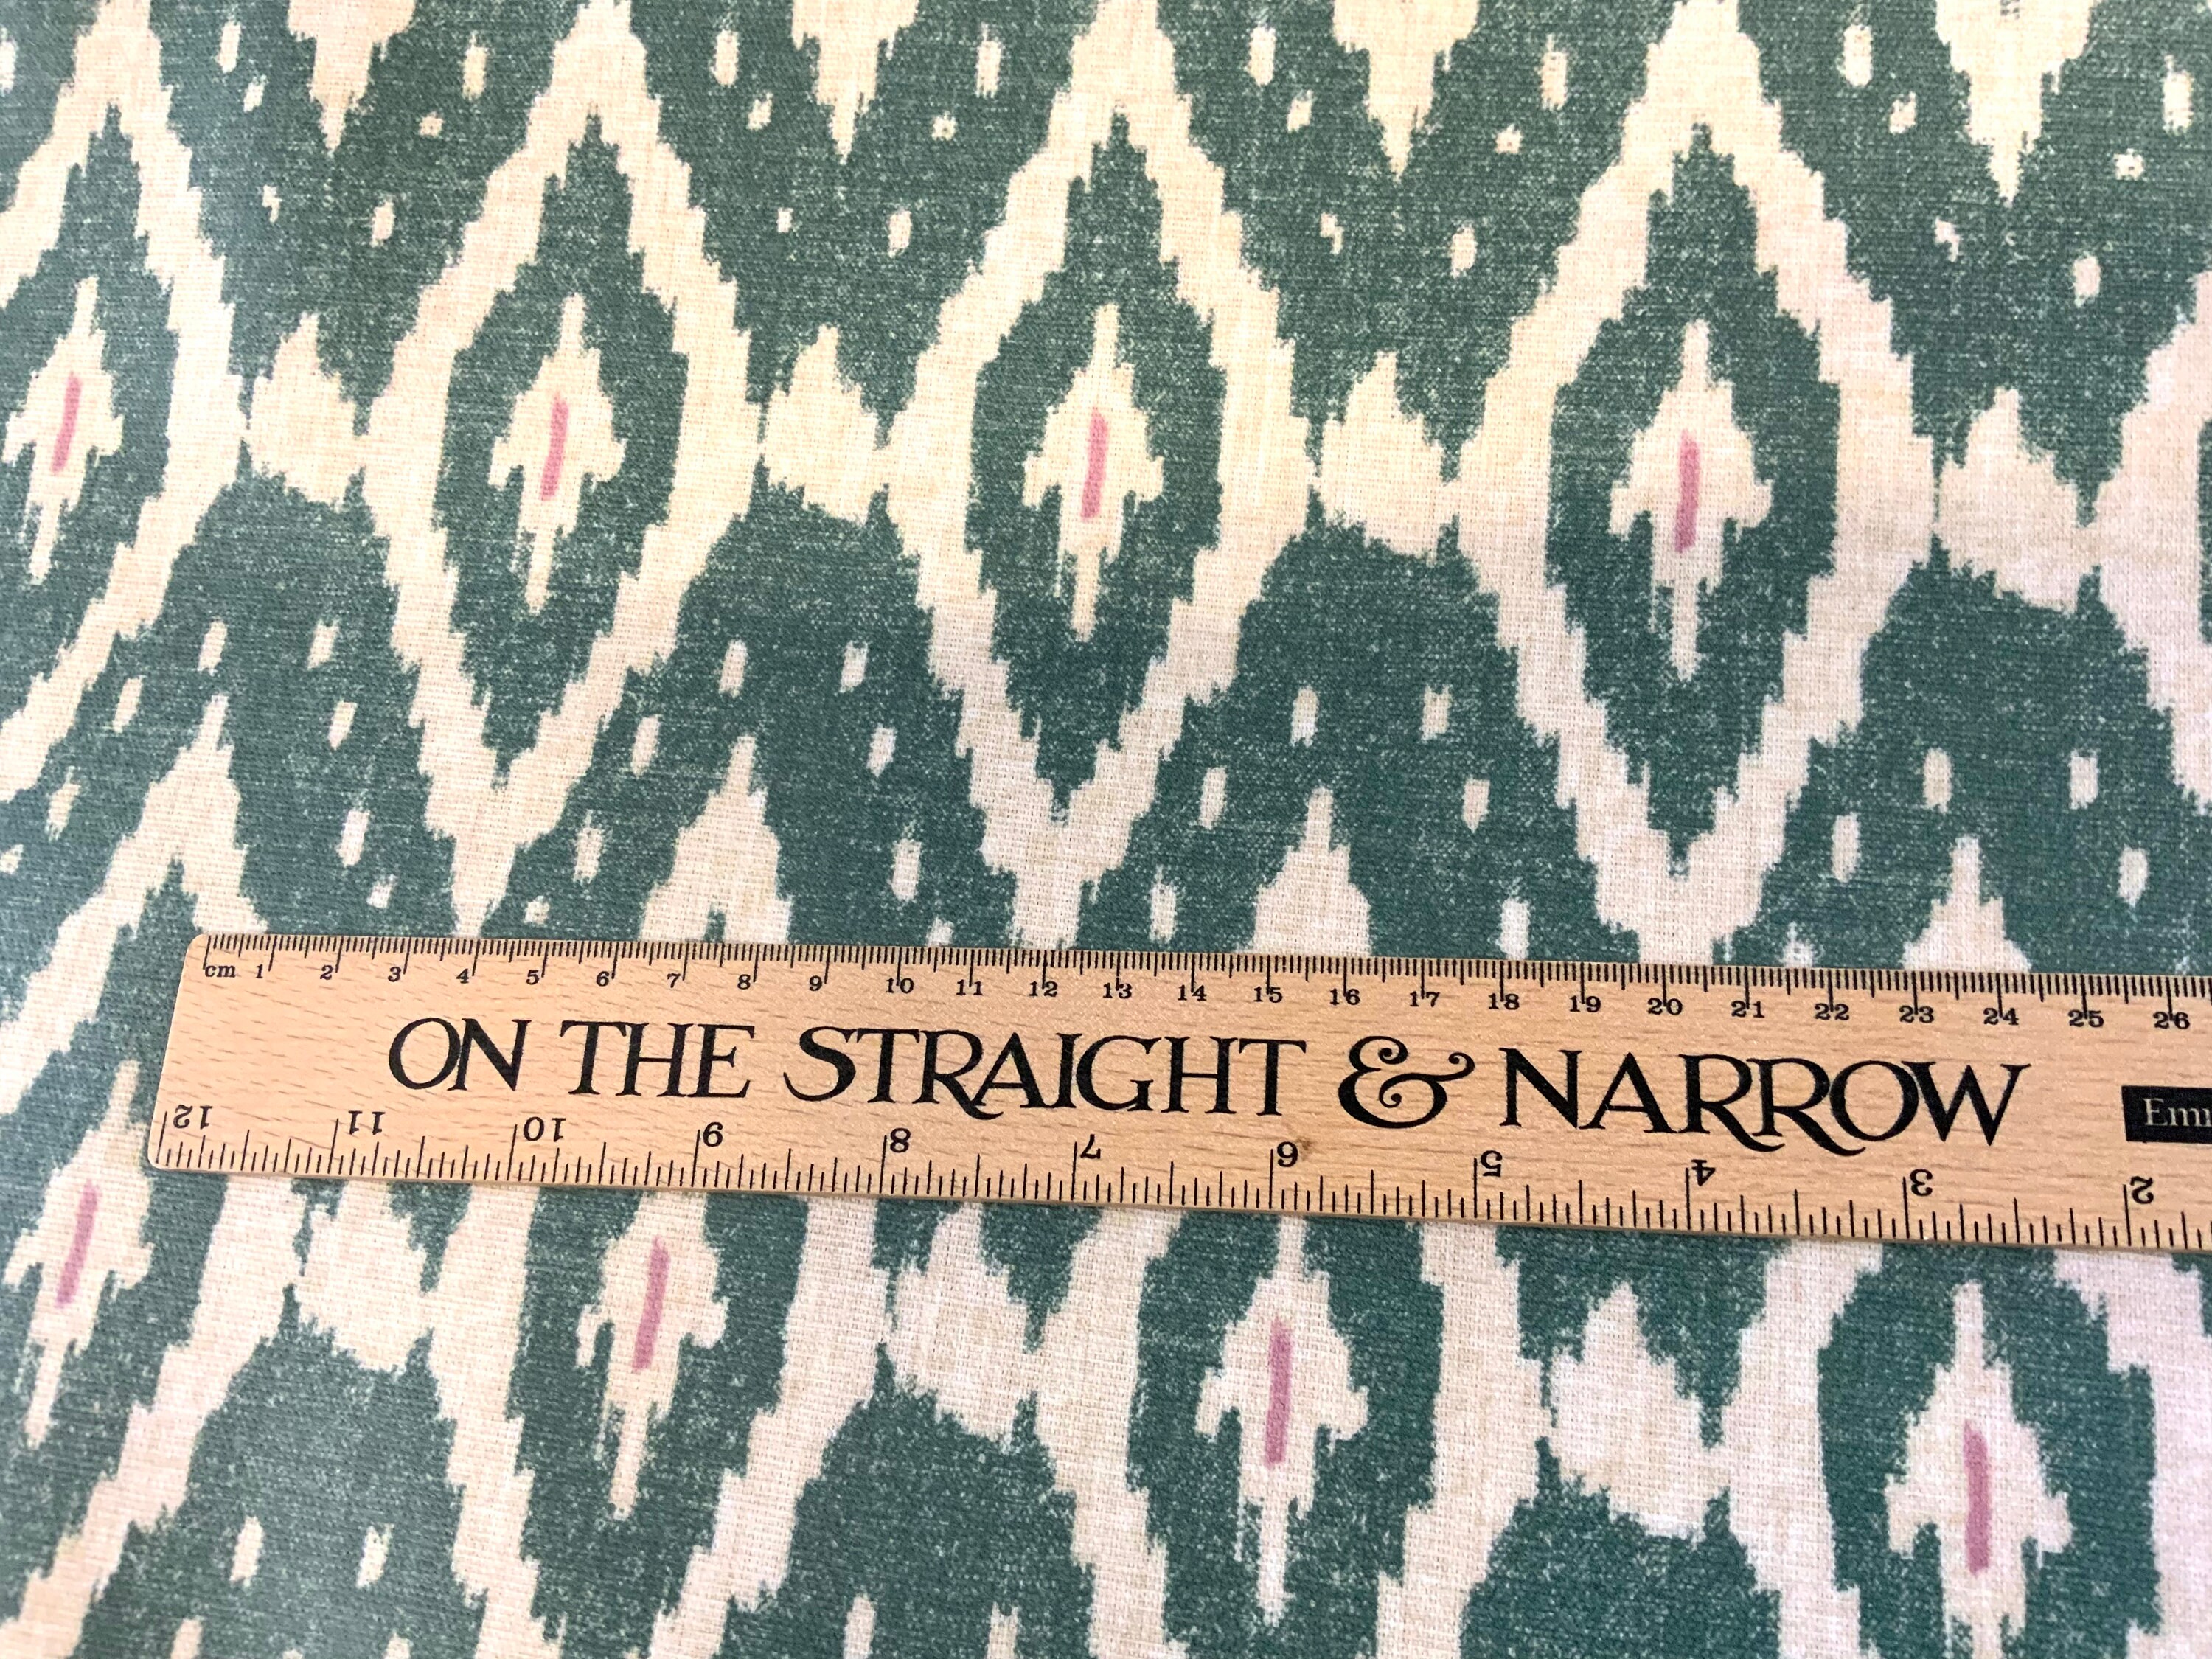 cm 1 2 3 4 5 6 7 8 9 10 11 12 13 14 15 16 17 18 19 20 21 22 23 24 25 26
ON THE STRAIGHT & NARROW
12 11 10 9 8 7 6 5 4 3 2